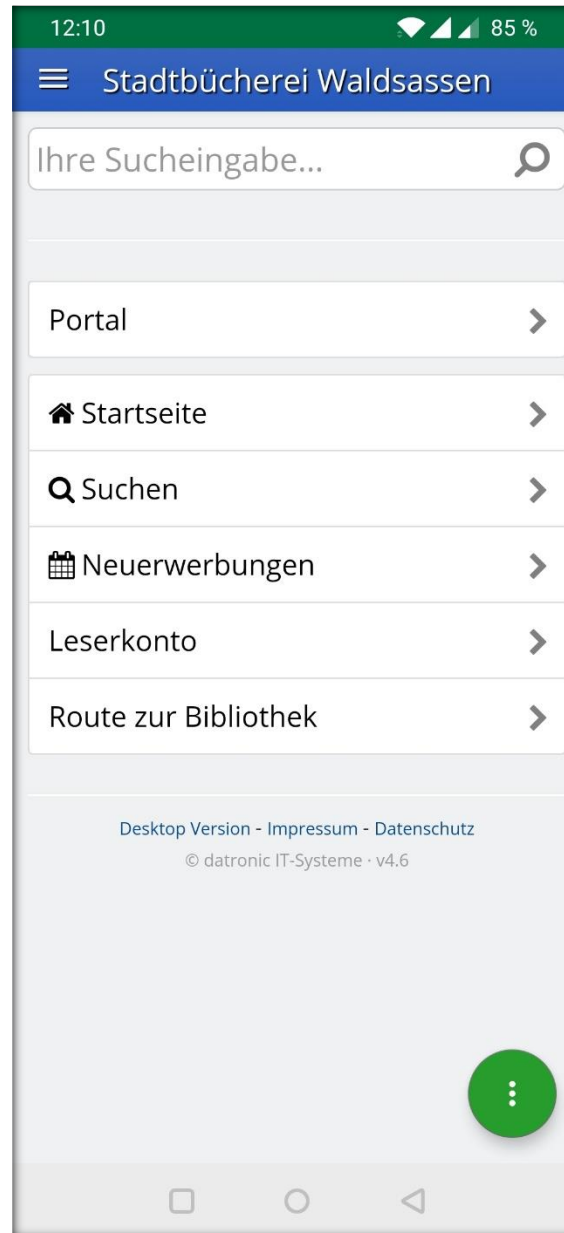 12:10 85 %
Stadtbücherei Waldsassen
Ihre Sucheingabe...
Portal
Startseite
Suchen
Neuerwerbungen
Leserkonto
Route zur Bibliothek
Desktop Version - Impressum - Datenschutz
© datronic IT-Systeme · v4.6